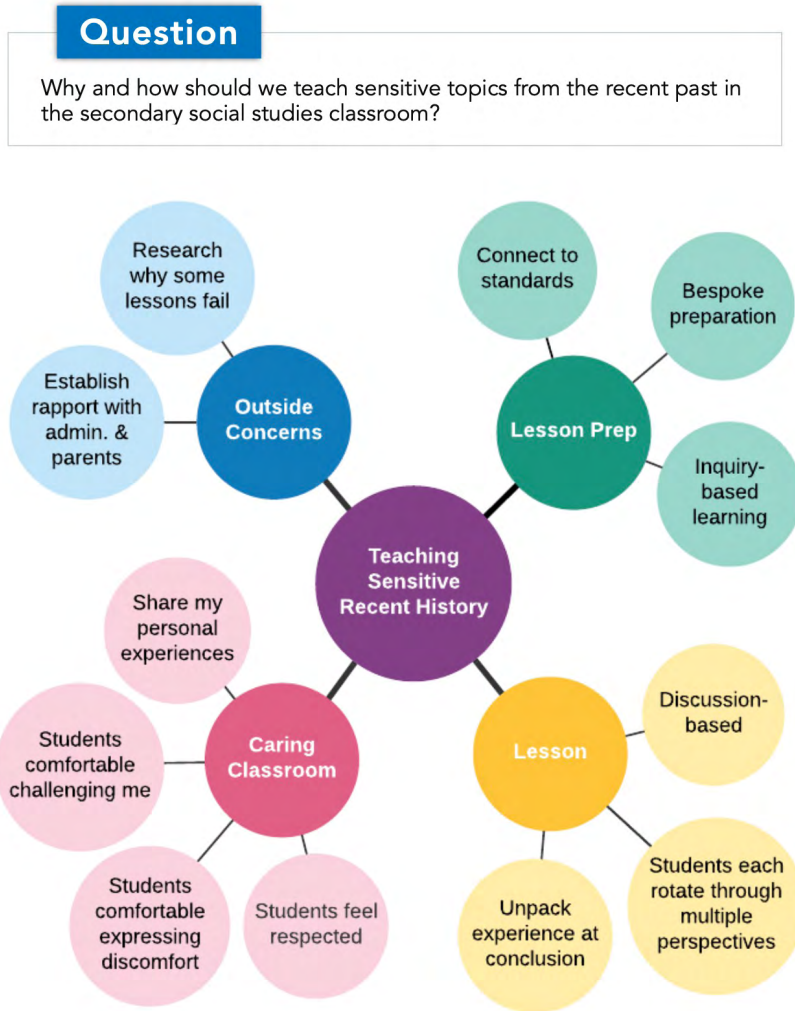 Question
Why and how should we teach sensitive topics from the recent past in
the secondary social studies classroom?
Research
why some
lessons fail
Establish
rapport with
admin. &
parents
Outside
Concerns
Connect to
standards
Bespoke
preparation
Lesson Prep
Inquiry-
based
learning
Teaching
Sensitive
Recent History
Share my
personal
experiences
Students
comfortable
challenging me
Caring
Classroom
Students
comfortable
expressing
discomfort
Students feel
respected
Discussion-
based
Lesson
Students each
rotate through
multiple
perspectives
Unpack
experience at
conclusion